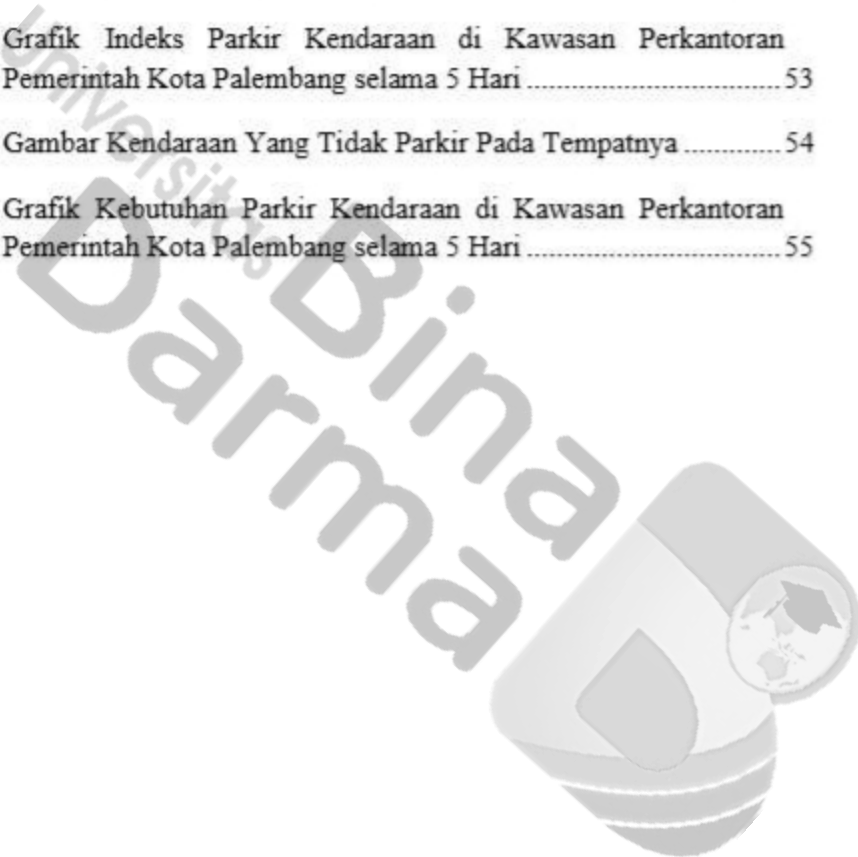 Grafik Indeks Parkir Kendaraan di Kawasan Perkantoran
Pemerintah Kota Palembang selama 5 Hari .................................. 53
Gambar Kendaraan Yang Tidak Parkir Pada Tempatnya ............. 54
Grafik Kebutuhan Parkir Kendaraan di Kawasan Perkantoran
Pemerintah Kota Palembang selama 5 Hari .................................. 55
Universitas
Bina
Darma